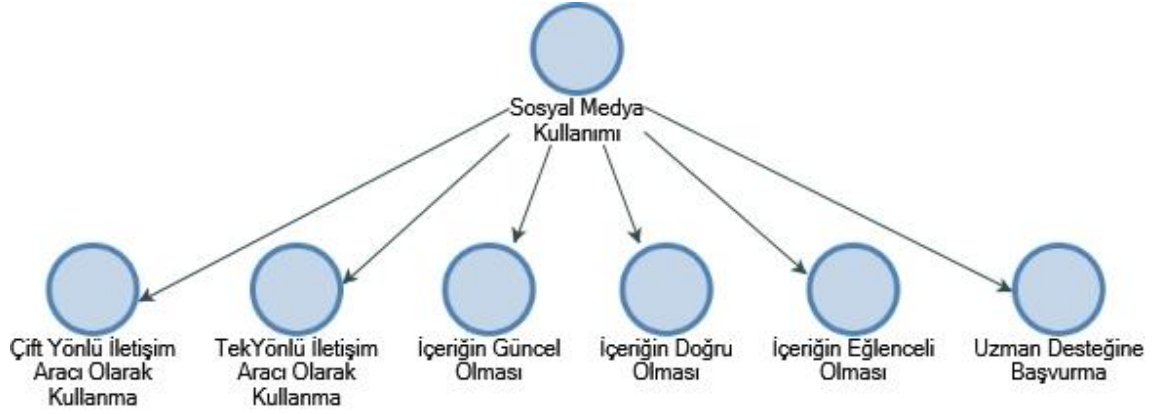 Sosyal Medya
Kullanımı
Çift Yönlü İletişim
Aracı Olarak
Kullanma
TekYönlü İletişim
Aracı Olarak
Kullanma
İçeriğin Güncel
Olması
İçeriğin Doğru
Olması
İçeriğin Eğlenceli
Olması
Uzman Desteğine
Başvurma